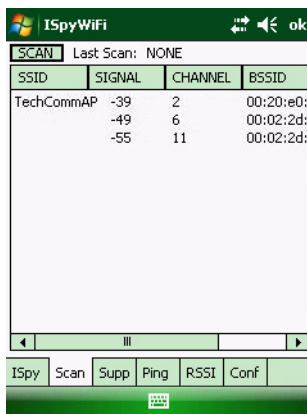 ISpyWiFi ok
SCAN Last Scan: NONE
SSID SIGNAL CHANNEL BSSID
TechCommAP -39 2 00:20:e0:
-49 6 00:02:2d:
-55 11 00:02:2d:
ISpy Scan Supp Ping RSSI Conf